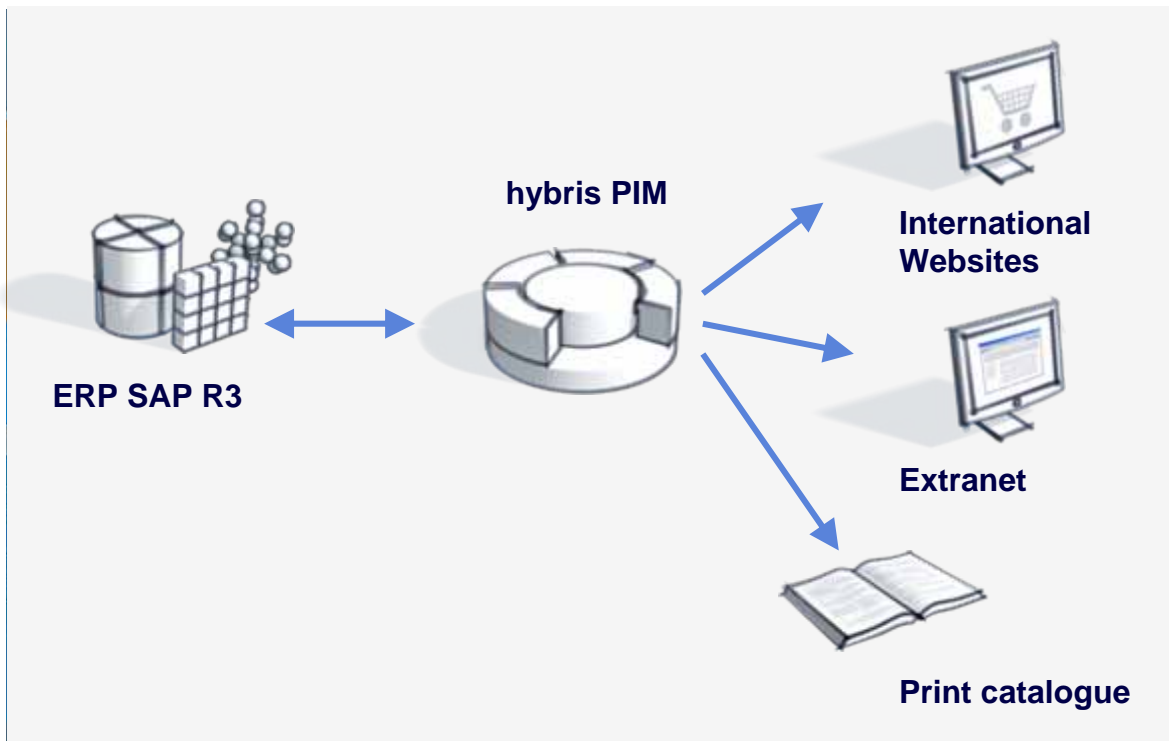 hybris PIM
International
Websites
ERP SAP R3
Extranet
Print catalogue